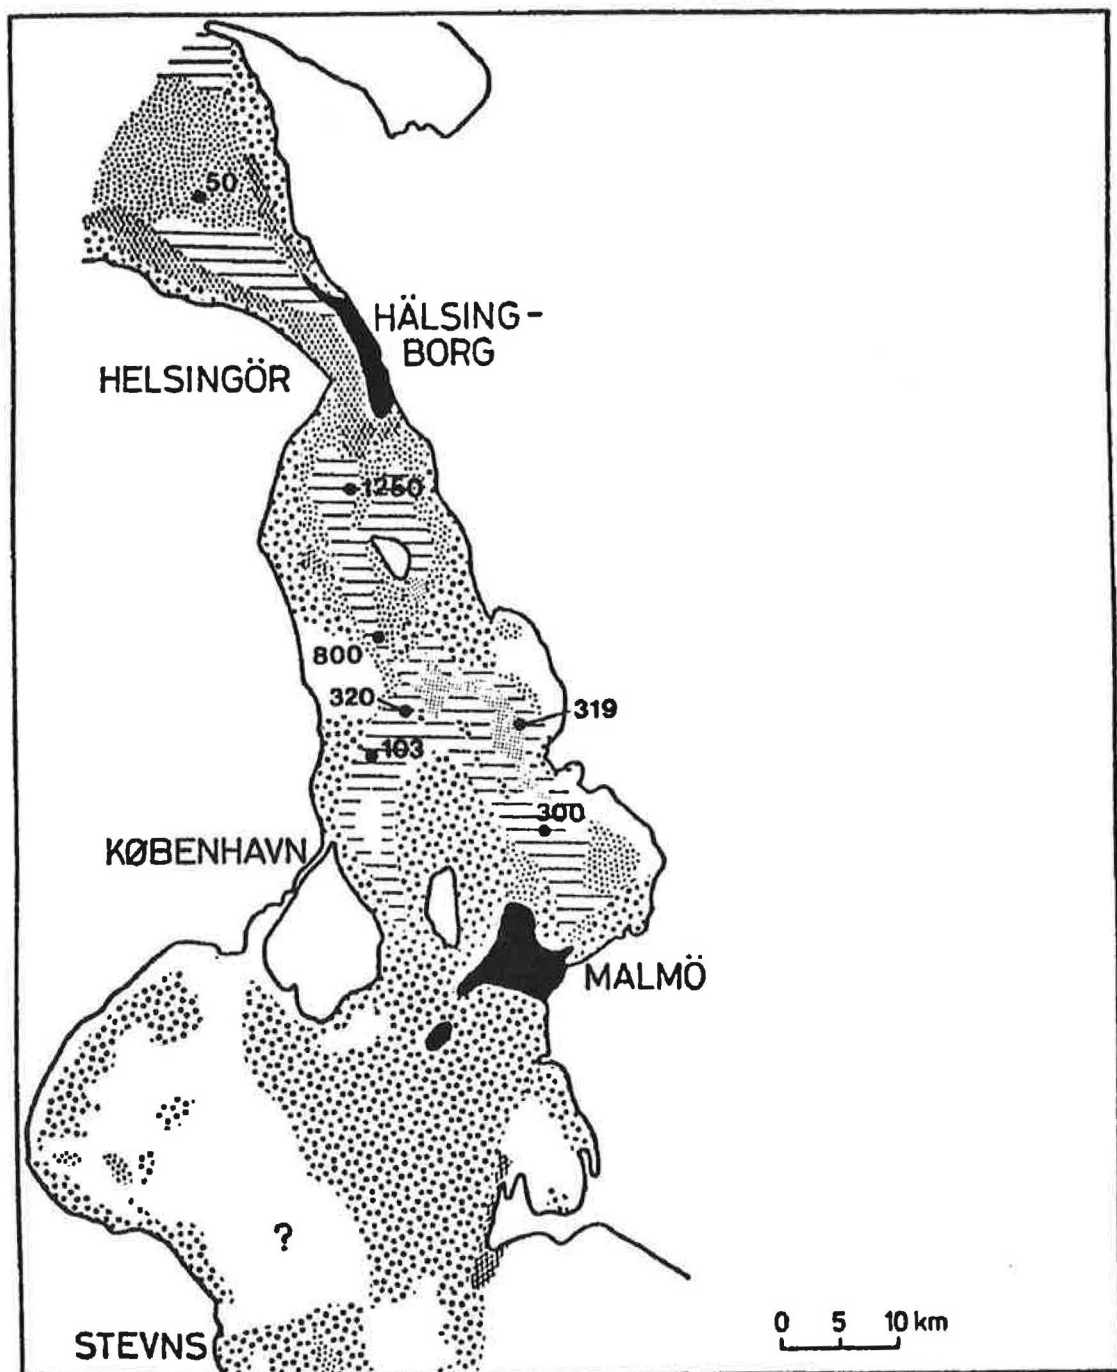 50
HÄLSING-
BORG
HELSINGÖR
1250
800
320
319
103
300
KØBENHAVN
MALMÖ
?
STEVNS
0 5 10 km